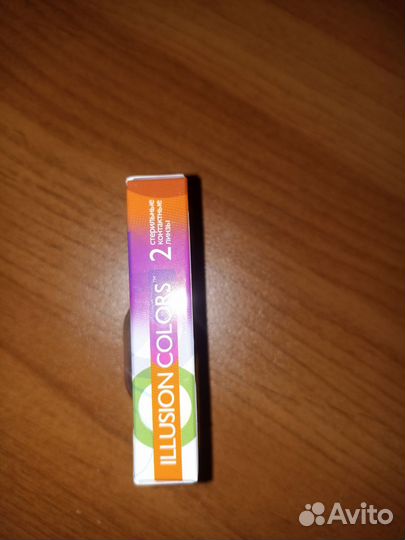 ILLUSION COLORS™
2
стерильные
контактные
линзы
Avito